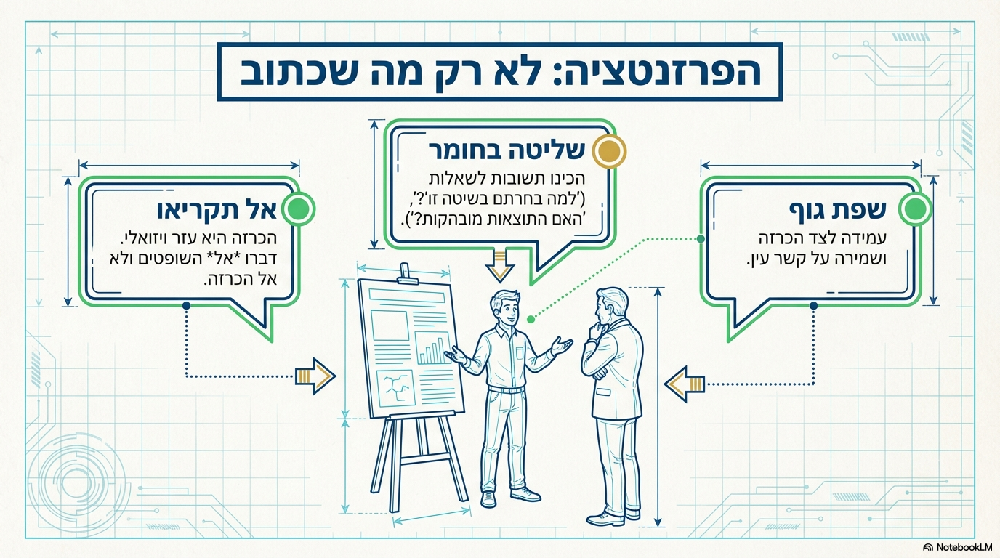 הפרזנטציה: לא רק מה שכתוב
שפת גוף
עמידה לצד הכרזה
ושמירה על קשר עין.
שליטה בחומר
הכינו תשובות לשאלות
('למה בחרתם בשיטה זו'?',
'האם התוצאות מובהקות?').
אל תקריאו
הכרזה היא עזר ויזואלי.
דברו *אל* השופטים ולא
אל הכרזה.
NotebookLM